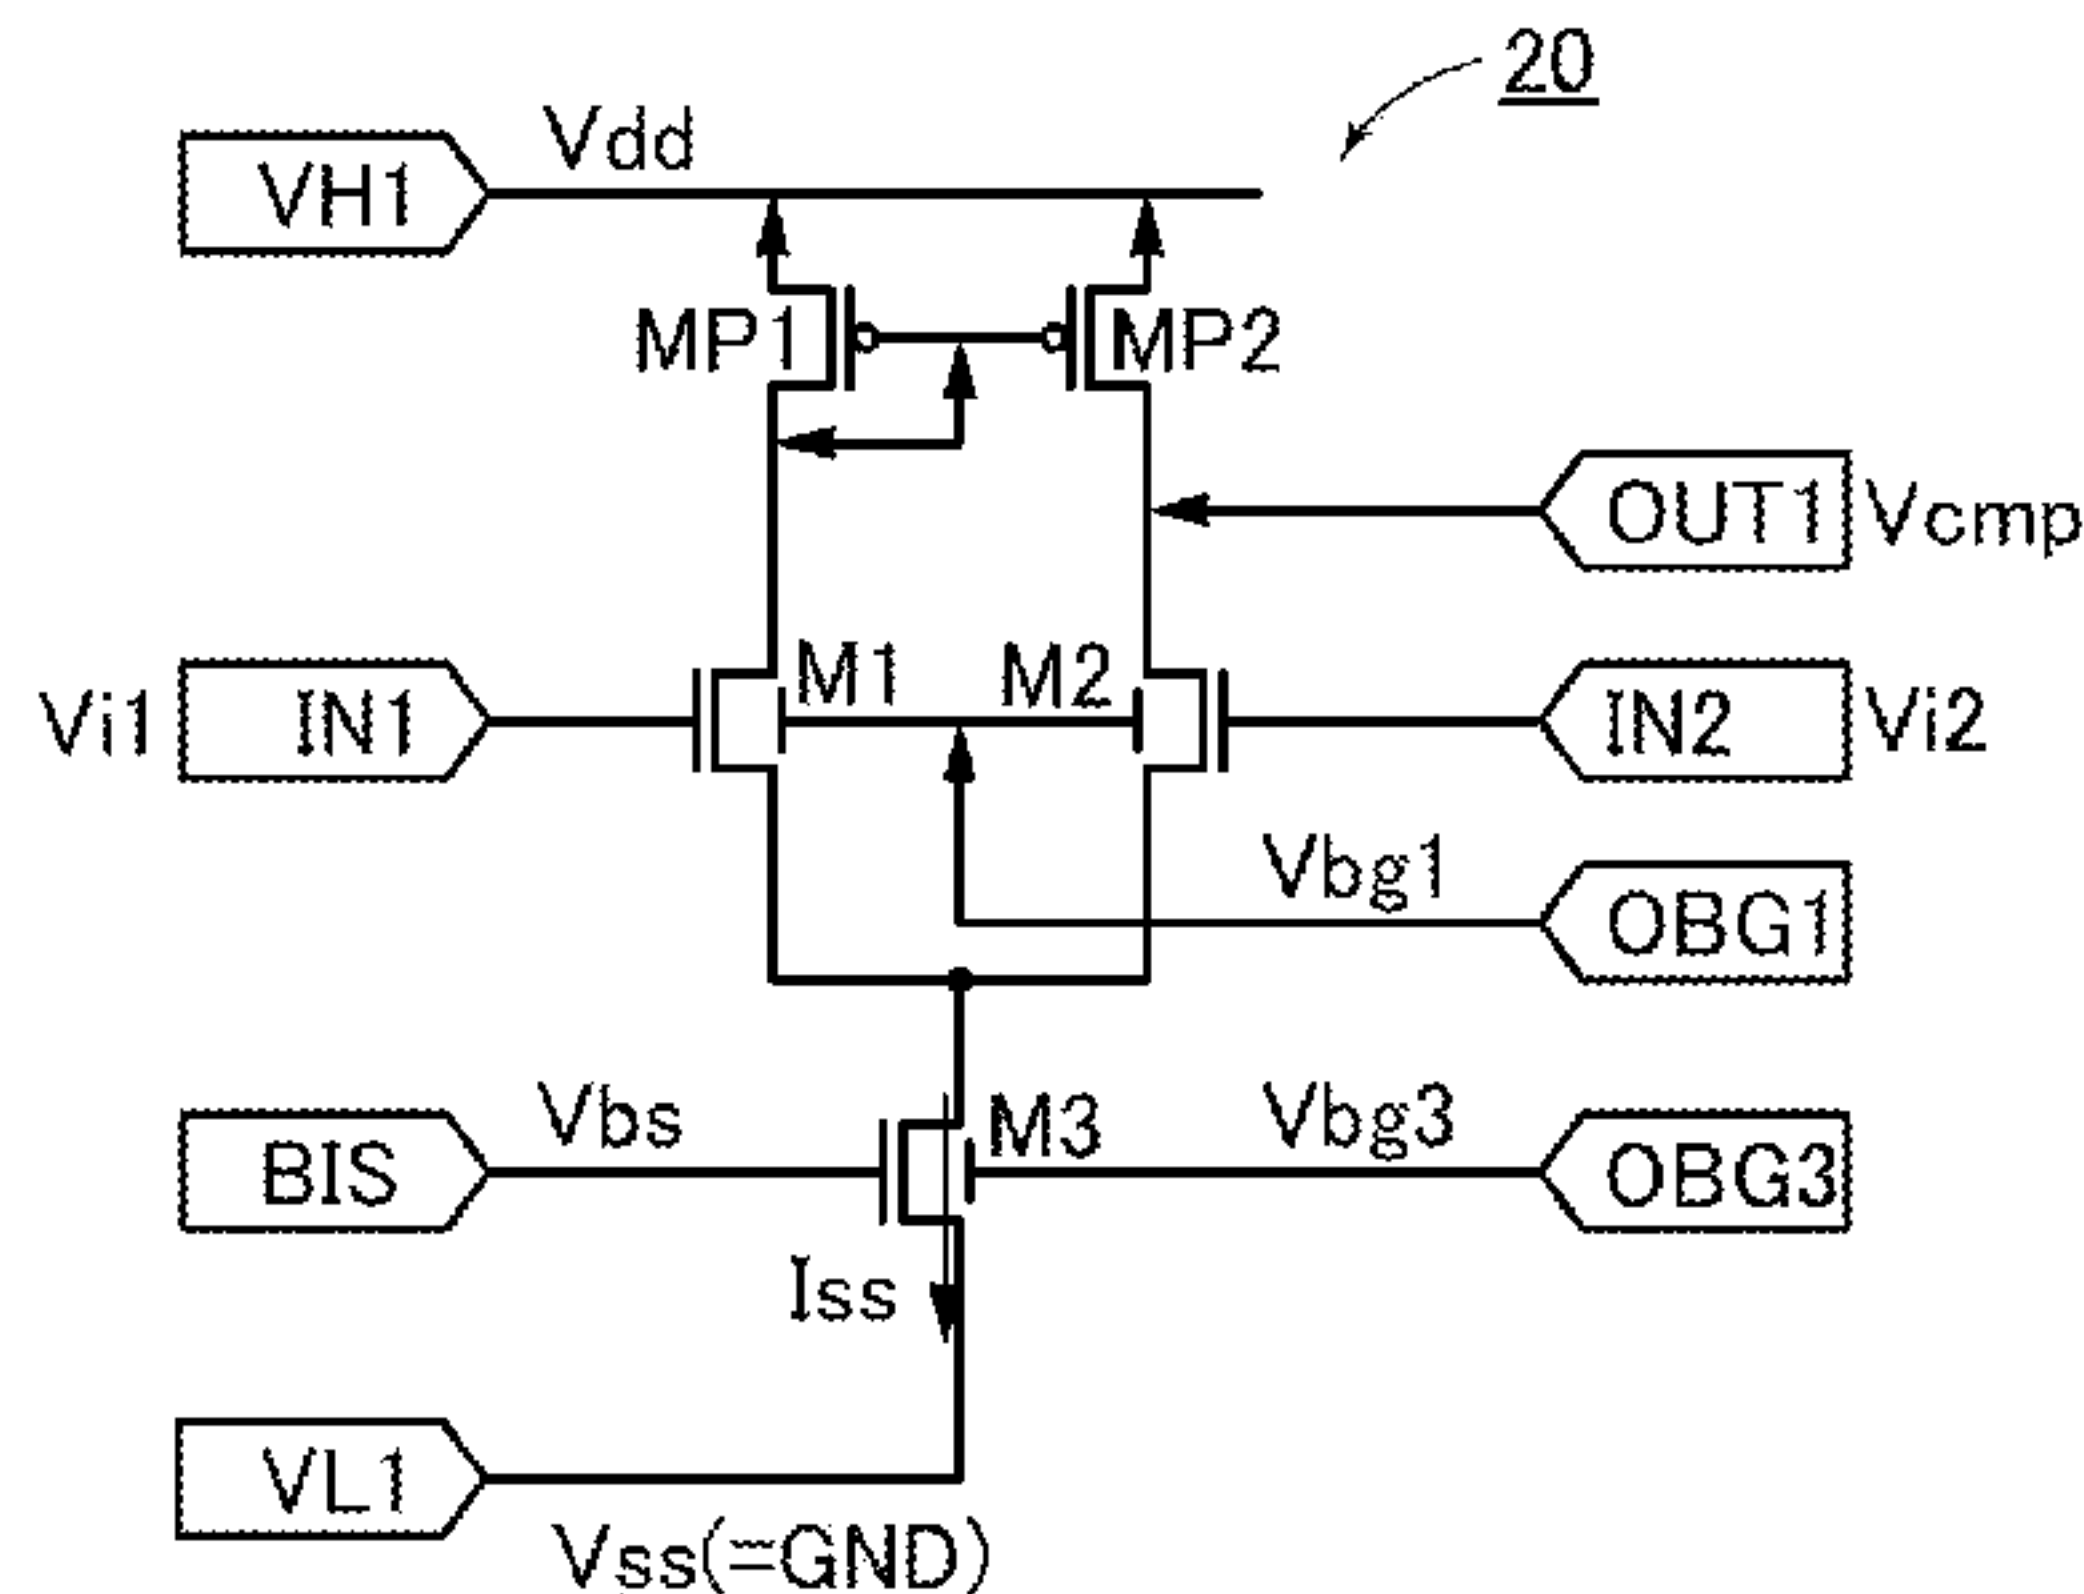 20
Vdd
VH1
MP1
MP2
OUT1 Vcmp
M1
M2
Vi1 IN1
IN2 Vi2
Vbg1
OBG1
Vbs
M3
Vbg3
BIS
OBG3
Iss
VL1
Vss(=GND)